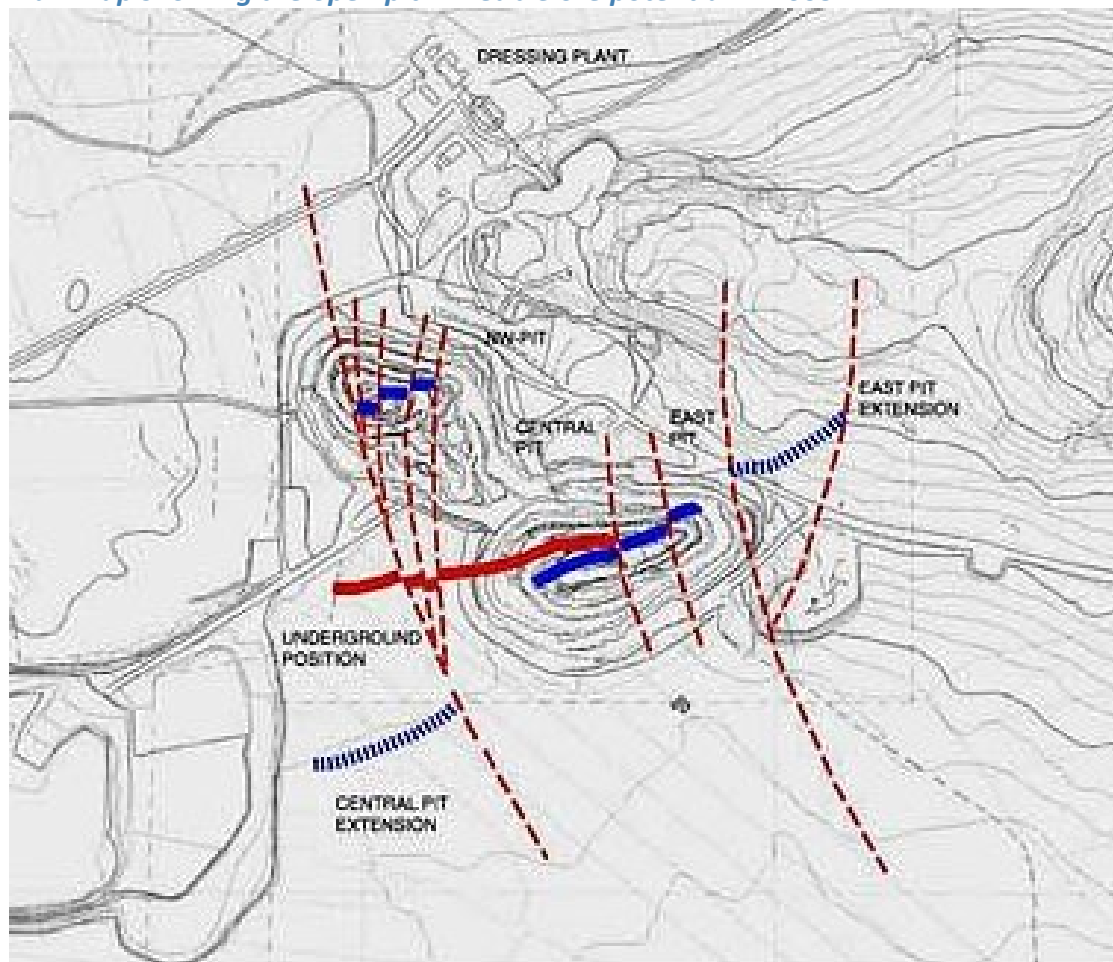 DRESSING PLANT
NW-PIT
EAST PIT
EXTENSION
CENTRAL
PIT
EAST
PIT
UNDERGROUND
POSITION
CENTRAL PIT
EXTENSION